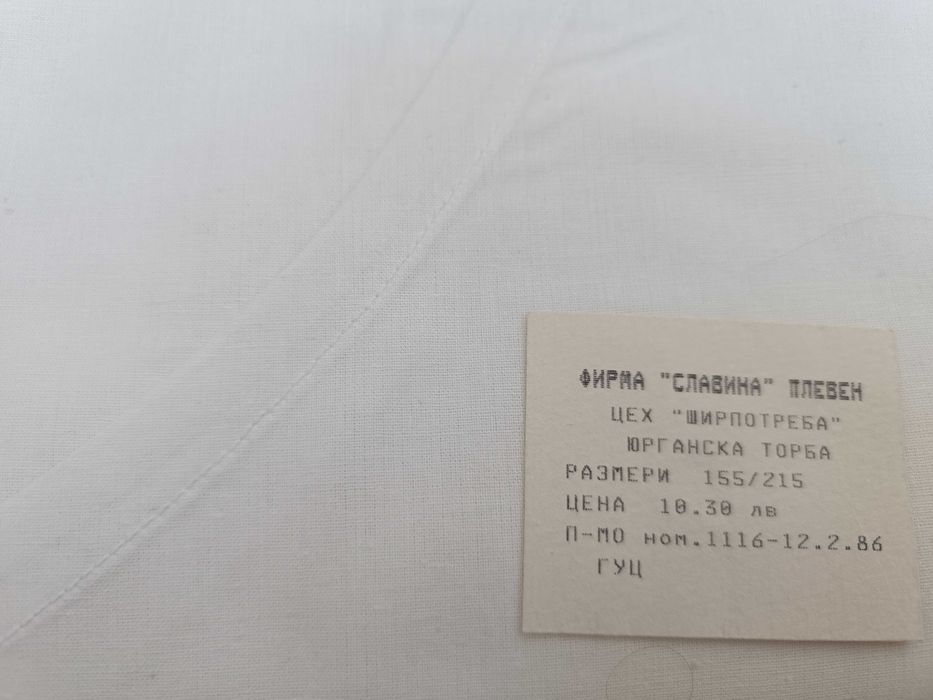 ФИРМА "СЛАВИНА" ПЛЕВЕН
ЦЕХ "ШИРПОТРЕБА"
ЮРГАНСКА ТОРБА
РАЗМЕРИ 155/215
ЦЕНА 10.30 лв
П-МО ном.1116-12.2.86
ГУЦ